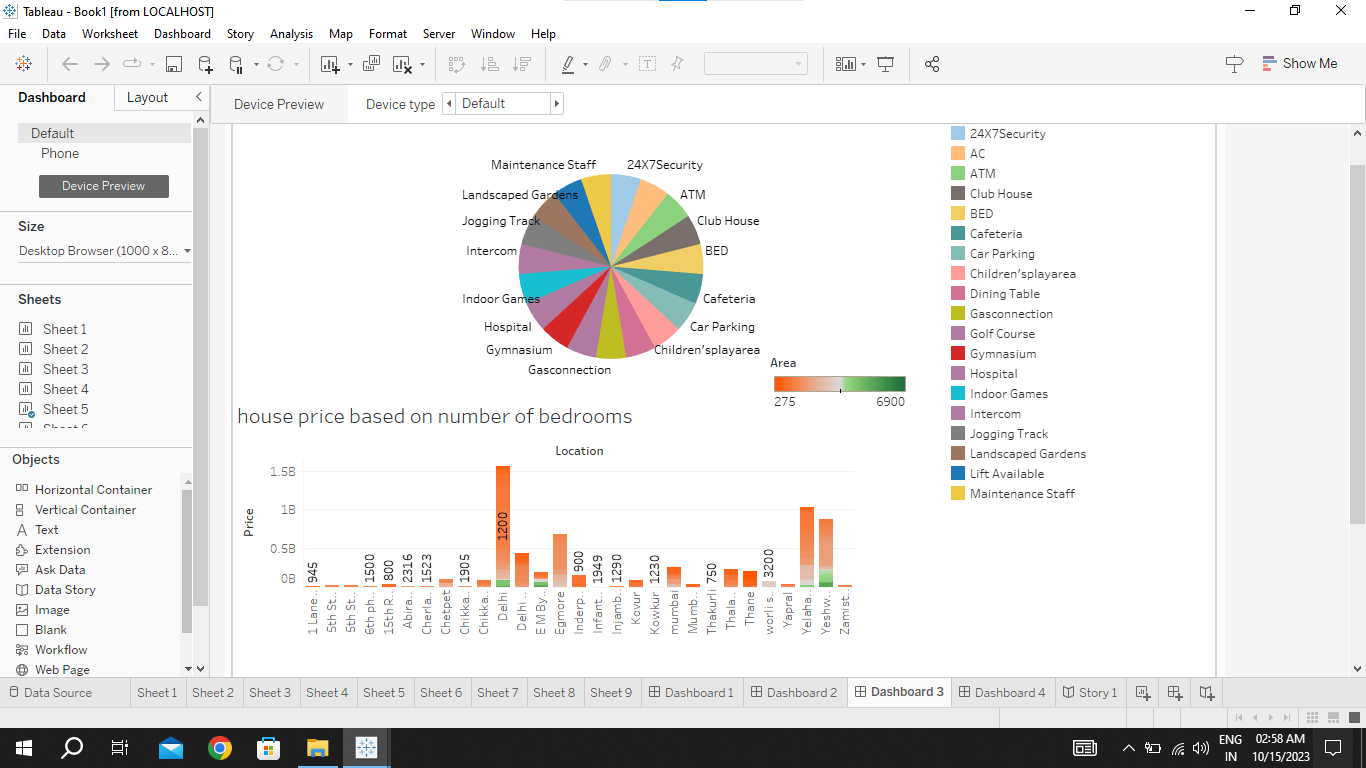 Tableau - Book1 [from LOCALHOST]
File Data Worksheet Dashboard Story Analysis Map Format Server Window Help
Show Me
Dashboard Layout
Device Preview Device type Default
Default
Phone
Device Preview
Size
Desktop Browser (1000 x 8...
Sheets
Sheet 1
Sheet 2
Sheet 3
Sheet 4
Sheet 5
Objects
Horizontal Container
Vertical Container
Text
Extension
Ask Data
Data Story
Image
Blank
Workflow
Web Page
Maintenance Staff 24X7Security
Landscaped Gardens ATM
Jogging Track Club House
Intercom BED
Indoor Games Cafeteria
Hospital Car Parking
Gymnasium Children'splayarea
Gasconnection
Area
275 6900
24X7Security
AC
ATM
Club House
BED
Cafeteria
Car Parking
Children'splayarea
Dining Table
Gasconnection
Golf Course
Gymnasium
Hospital
Indoor Games
Intercom
Jogging Track
Landscaped Gardens
Lift Available
Maintenance Staff
house price based on number of bedrooms
Location
Price
1.5B
1B
0.5B
0B
945 1500 800 2316 1523 1905 1200 900 1949 1290 1230 750 3200
1 Lane..
5th St..
5th St..
6th ph..
15th R..
Abira..
Cherla..
Chetpet
Chikka..
Chikka..
Delhi
Delhi ..
E M By..
Egmore
Inderp..
Infant..
Injamb..
Kovur
Kowkur
mumbai
Mumb..
Thakurli
Thala..
Thane
worli s..
Yapral
Yelaha..
Yeshw..
Zamist..
Data Source Sheet 1 Sheet 2 Sheet 3 Sheet 4 Sheet 5 Sheet 6 Sheet 7 Sheet 8 Sheet 9 Dashboard 1 Dashboard 2 Dashboard 3 Dashboard 4 Story 1
ENG
IN
02:58 AM
10/15/2023